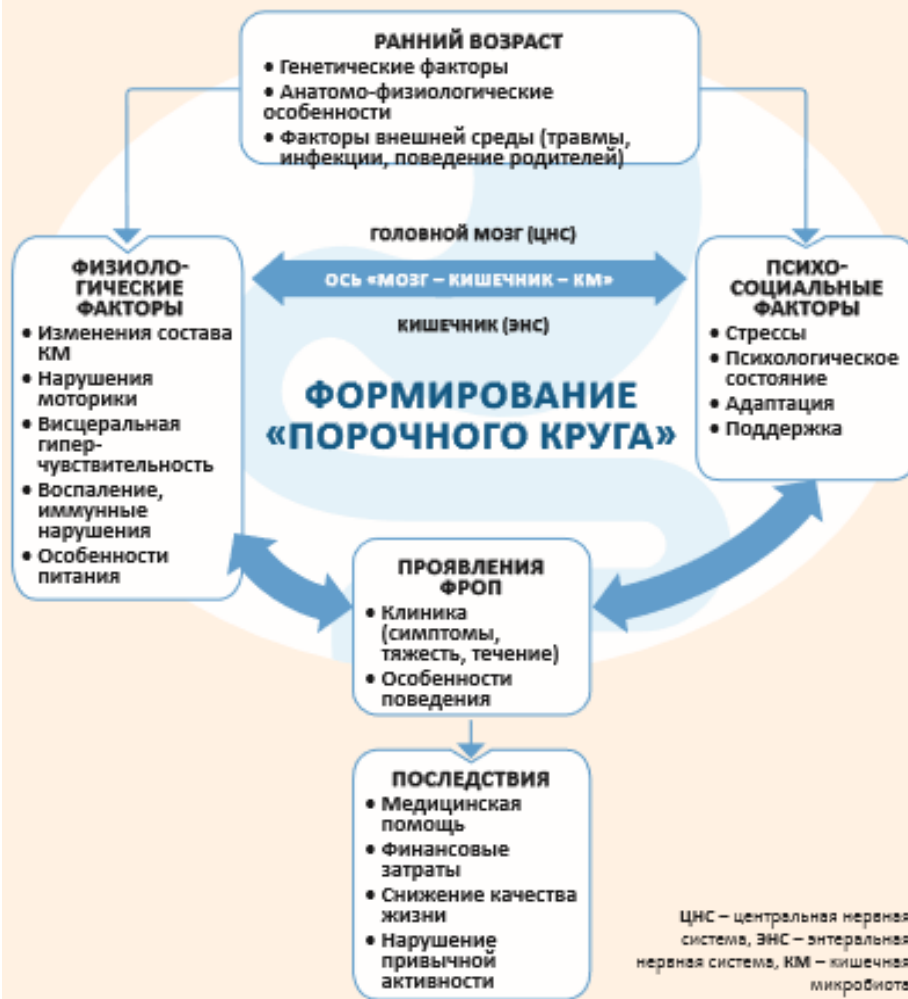 РАННИЙ ВОЗРАСТ
• Генетические факторы
• Анатомо-физиологические
особенности
• Факторы внешней среды (травмы,
инфекции, поведение родителей)
ГОЛОВНОЙ МОЗГ (ЦНС)
ОСЬ «МОЗГ – КИШЕЧНИК – КМ»
КИШЕЧНИК (ЭНС)
ФИЗИОЛО-
ГИЧЕСКИЕ
ФАКТОРЫ
• Изменения состава
КМ
• Нарушения
моторики
• Висцеральная
гипер-
чувствительность
• Воспаление,
иммунные
нарушения
• Особенности
питания
ФОРМИРОВАНИЕ
«ПОРОЧНОГО КРУГА»
ПСИХО-
СОЦИАЛЬНЫЕ
ФАКТОРЫ
• Стрессы
• Психологическое
состояние
• Адаптация
• Поддержка
ПРОЯВЛЕНИЯ
ФРОП
• Клиника
(симптомы,
тяжесть, течение)
• Особенности
поведения
ПОСЛЕДСТВИЯ
• Медицинская
помощь
• Финансовые
затраты
• Снижение качества
жизни
• Нарушение
привычной
активности
ЦНС – центральная нервная
система, ЭНС – энтеральная
нервная система, КМ – кишечная
микробиота